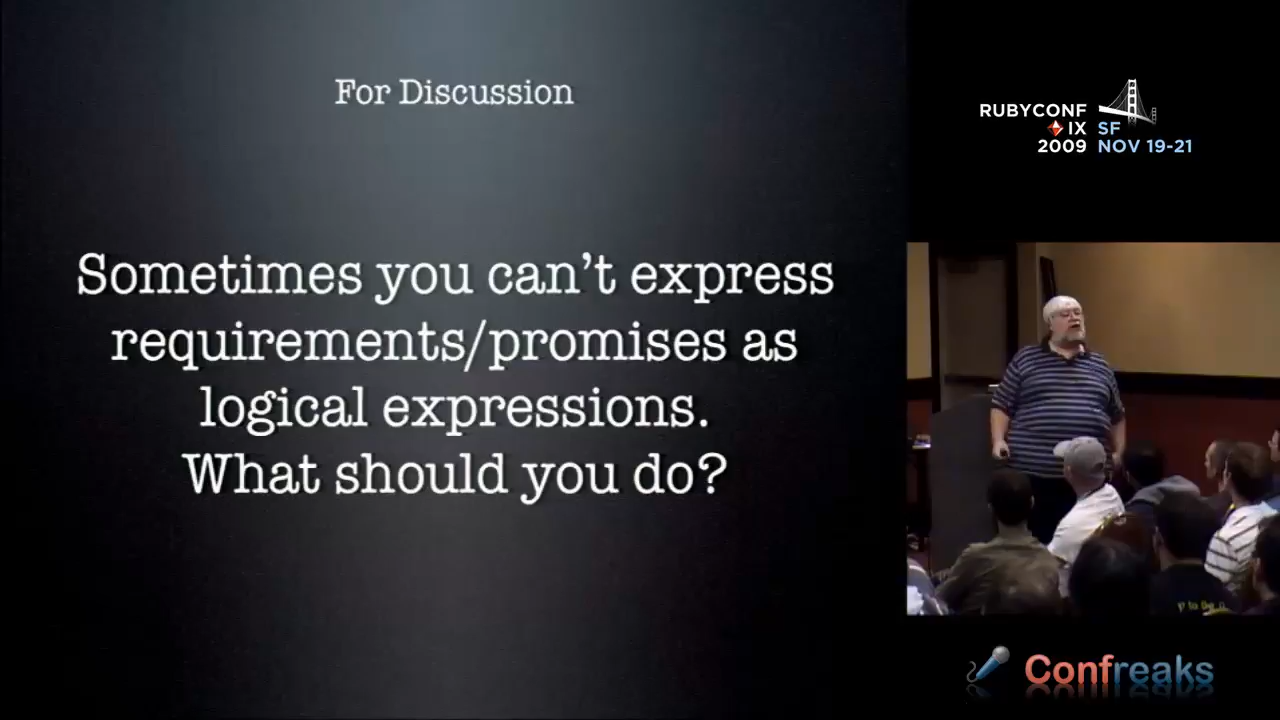 For Discussion
Sometimes you can't express
requirements/promises as
logical expressions.
What should you do?
RUBYCONF
IX SF
2009 NOV 19-21
Confreaks